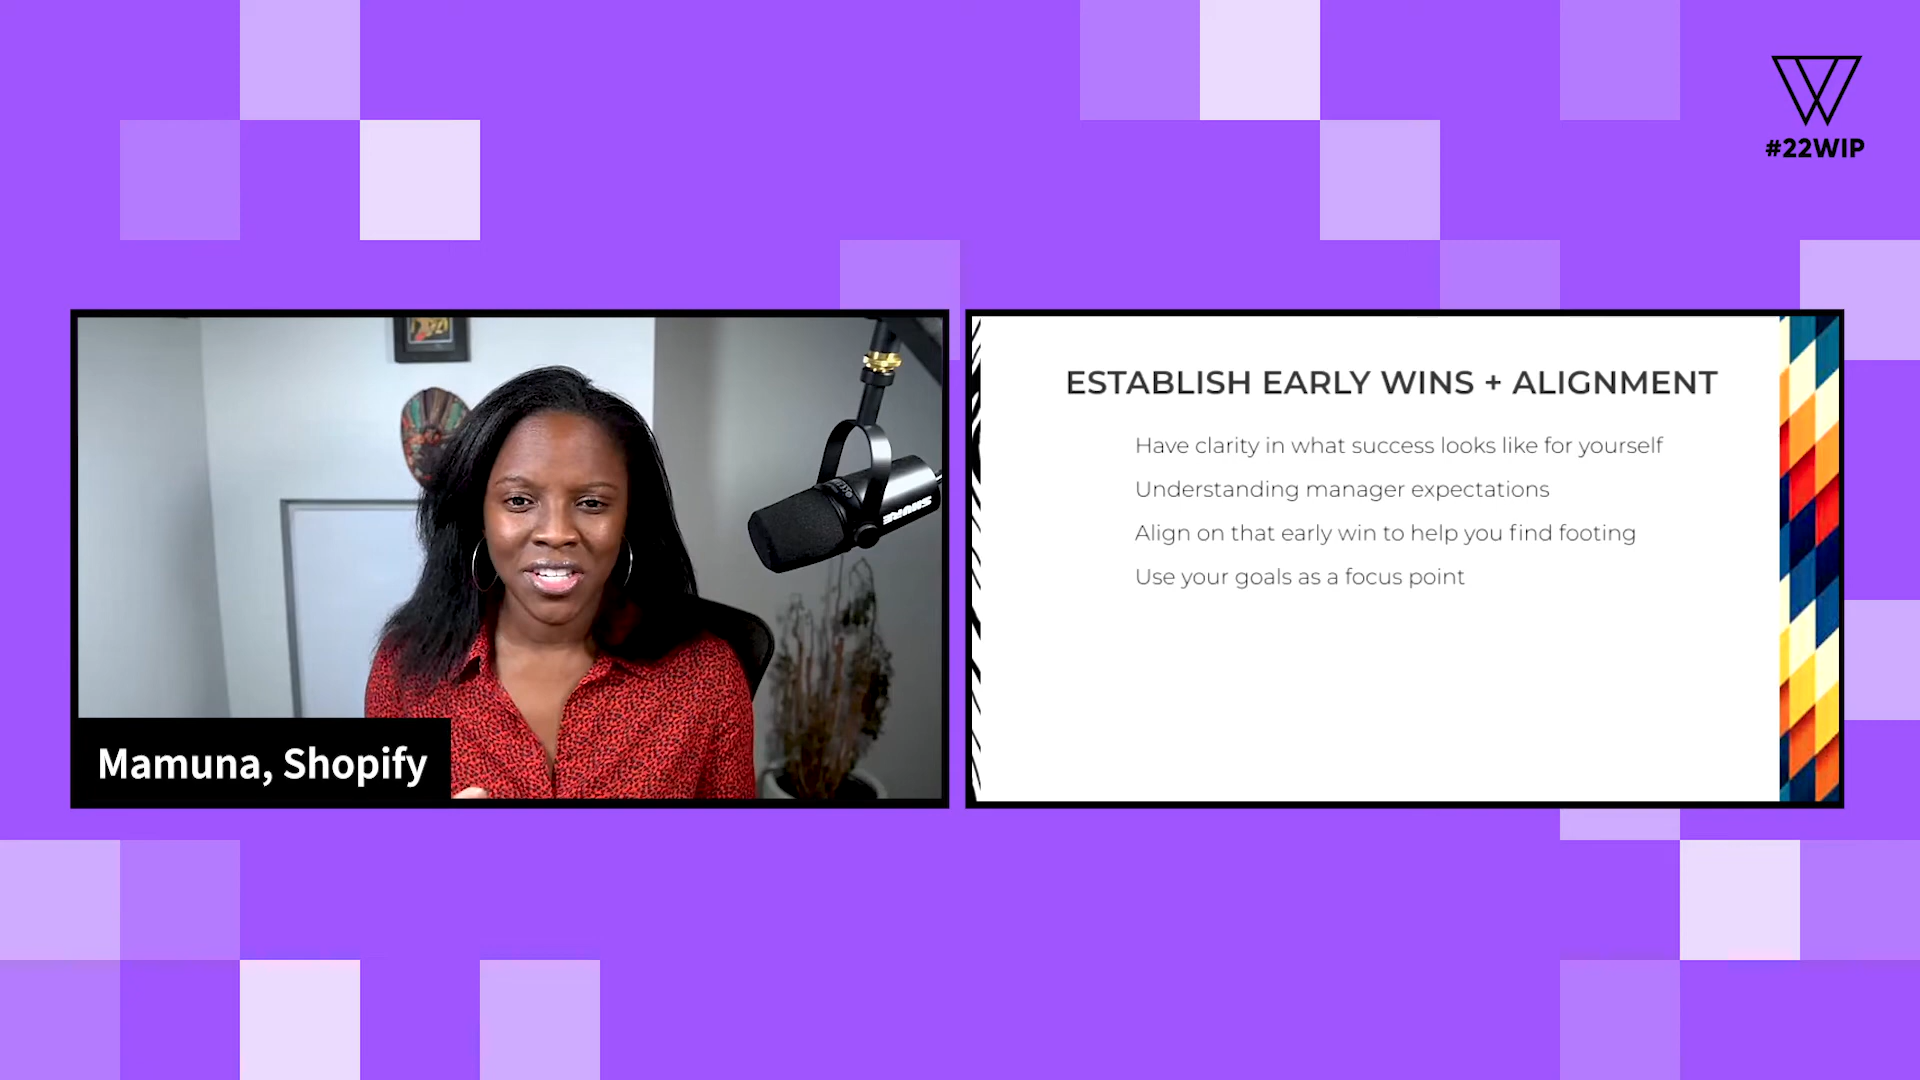 #22WIP
ESTABLISH EARLY WINS + ALIGNMENT
Have clarity in what success looks like for yourself
Understanding manager expectations
Align on that early win to help you find footing
Use your goals as a focus point
SHURE
Mamuna, Shopify